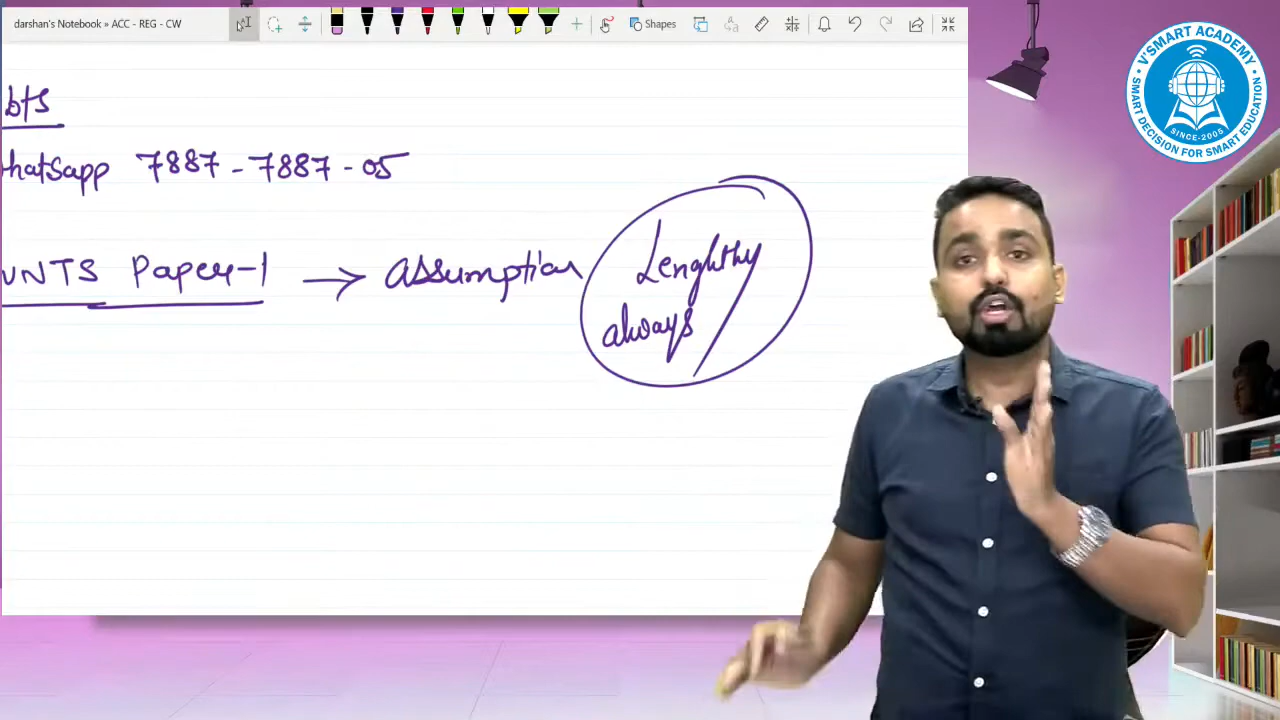 darshan's Notebook » ACC - REG - CW
Shapes
bts
hatsapp 7887 - 7887 - 05
UNTS Paper-1 → Assumption
Lenghthy
always
V'SMART ACADEMY
SINCE-2005
SMART DECISION FOR SMART EDUCATION